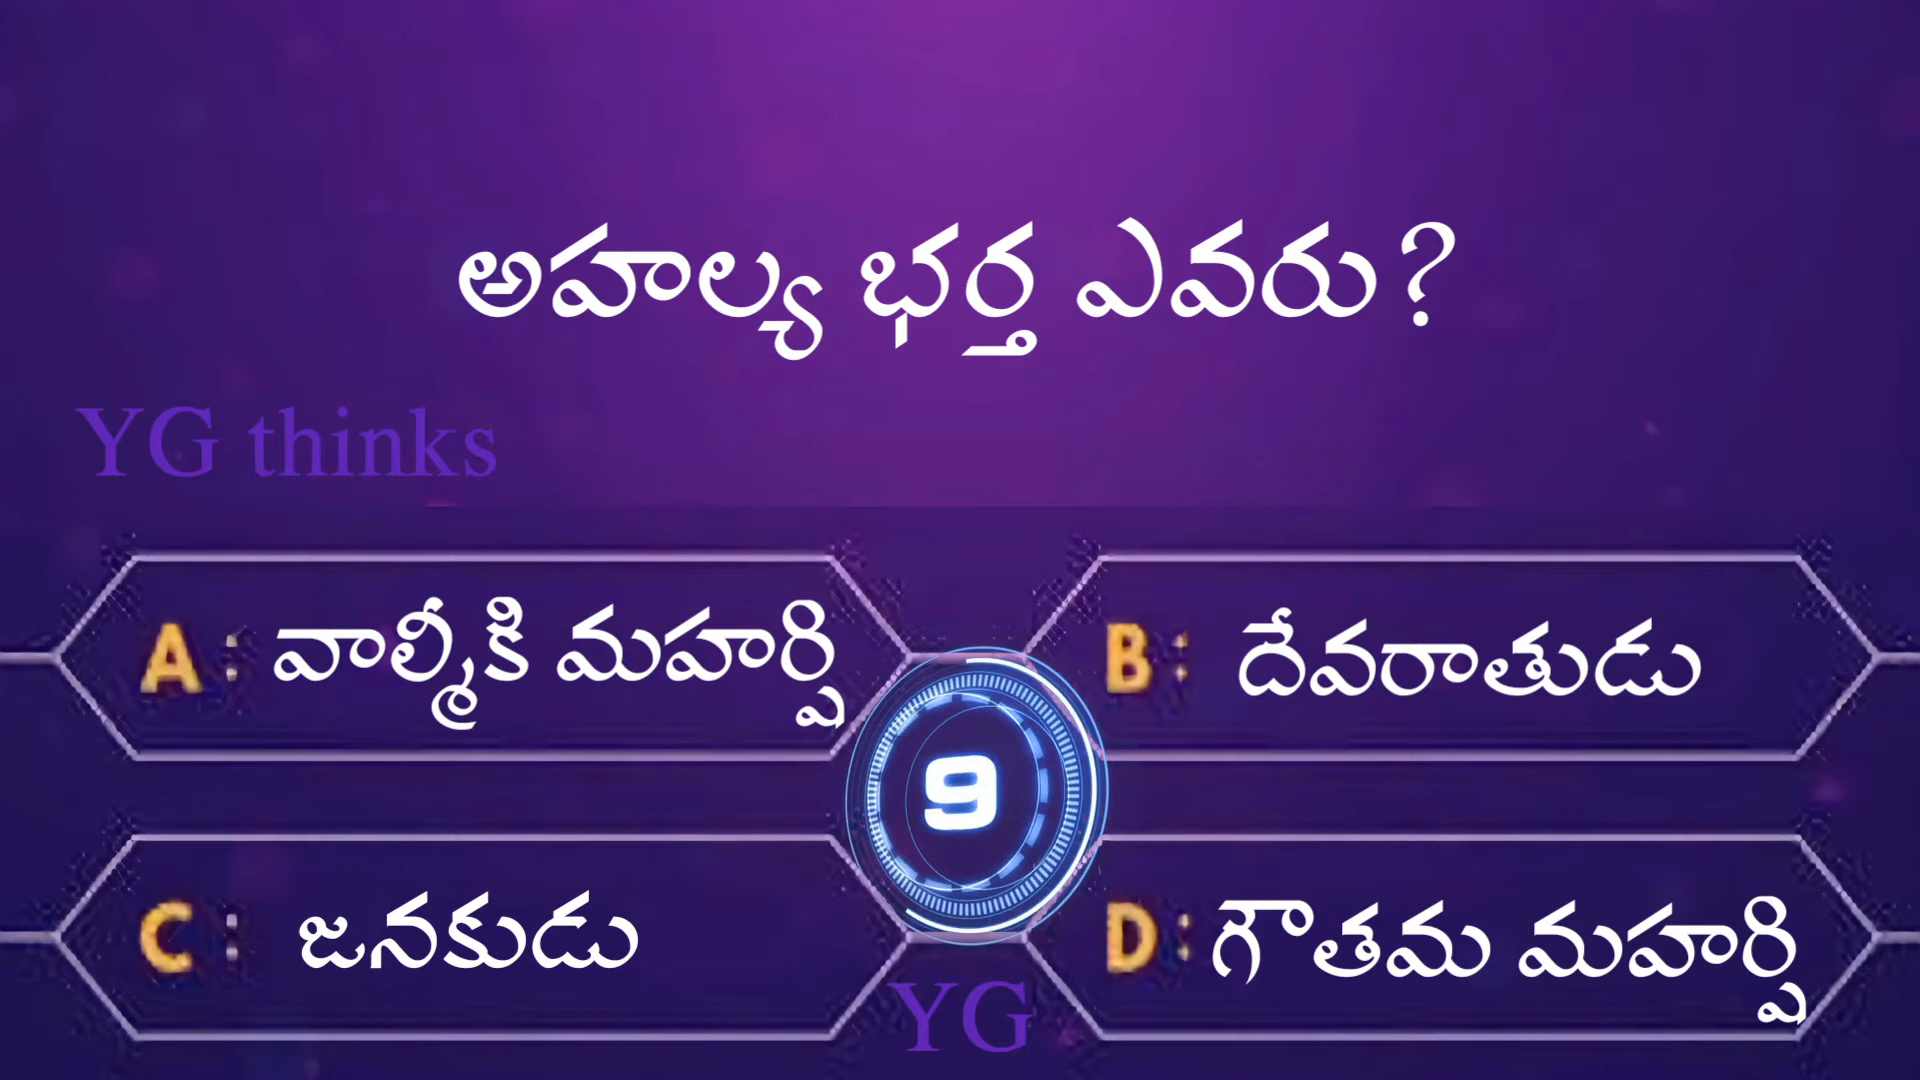 అహల్య భర్త ఎవరు?
YG thinks
A : వాల్మీకి మహర్షి
B : దేవరాతుడు
9
C : జనకుడు
D : గౌతమ మహర్షి
YG